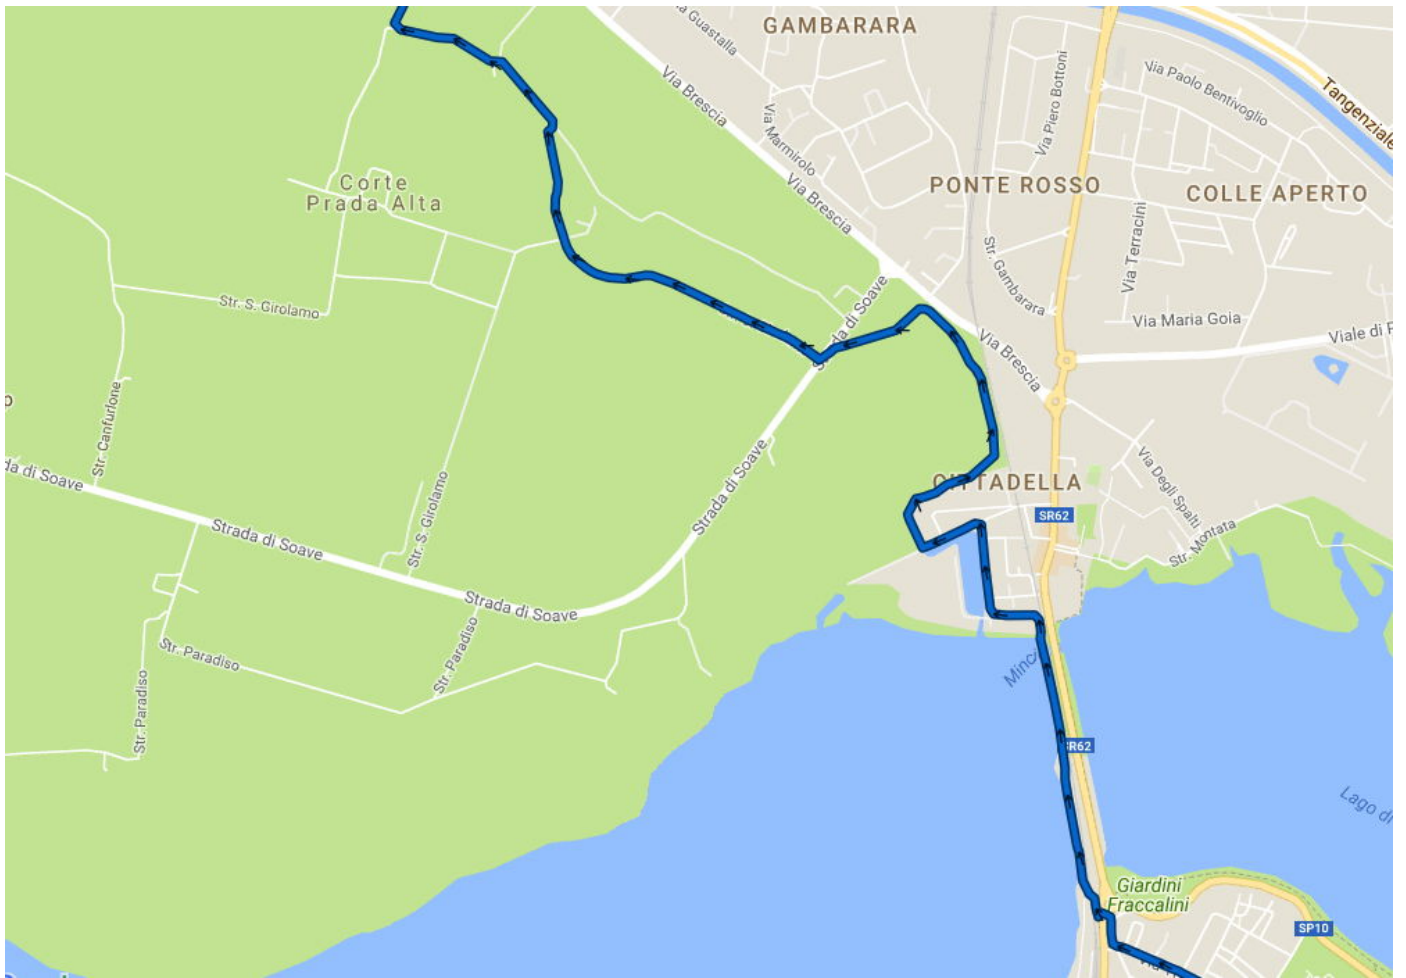 GAMBARARA
Guastalla
Via Brescia
Via Piero Bottoni
Via Paolo Bentivoglio
Tangenziale
Via Marmirolo
Via Brescia
PONTE ROSSO
COLLE APERTO
Corte
Prada Alta
Via Terracini
Str. Gambarara
Str. S. Girolamo
Strada di Soave
Via Maria Goia
Viale di P
Via Brescia
Str. Canfurlone
Strada di Soave
CITTADELLA
Via Degli Spalti
da di Soave
Strada di Soave
Str. S. Girolamo
SR62
Str. Montata
Strada di Soave
Str. Paradiso
Str. Paradiso
Str. Paradiso
Minc
SR62
Lago di
Giardini
Fraccalini
SP10